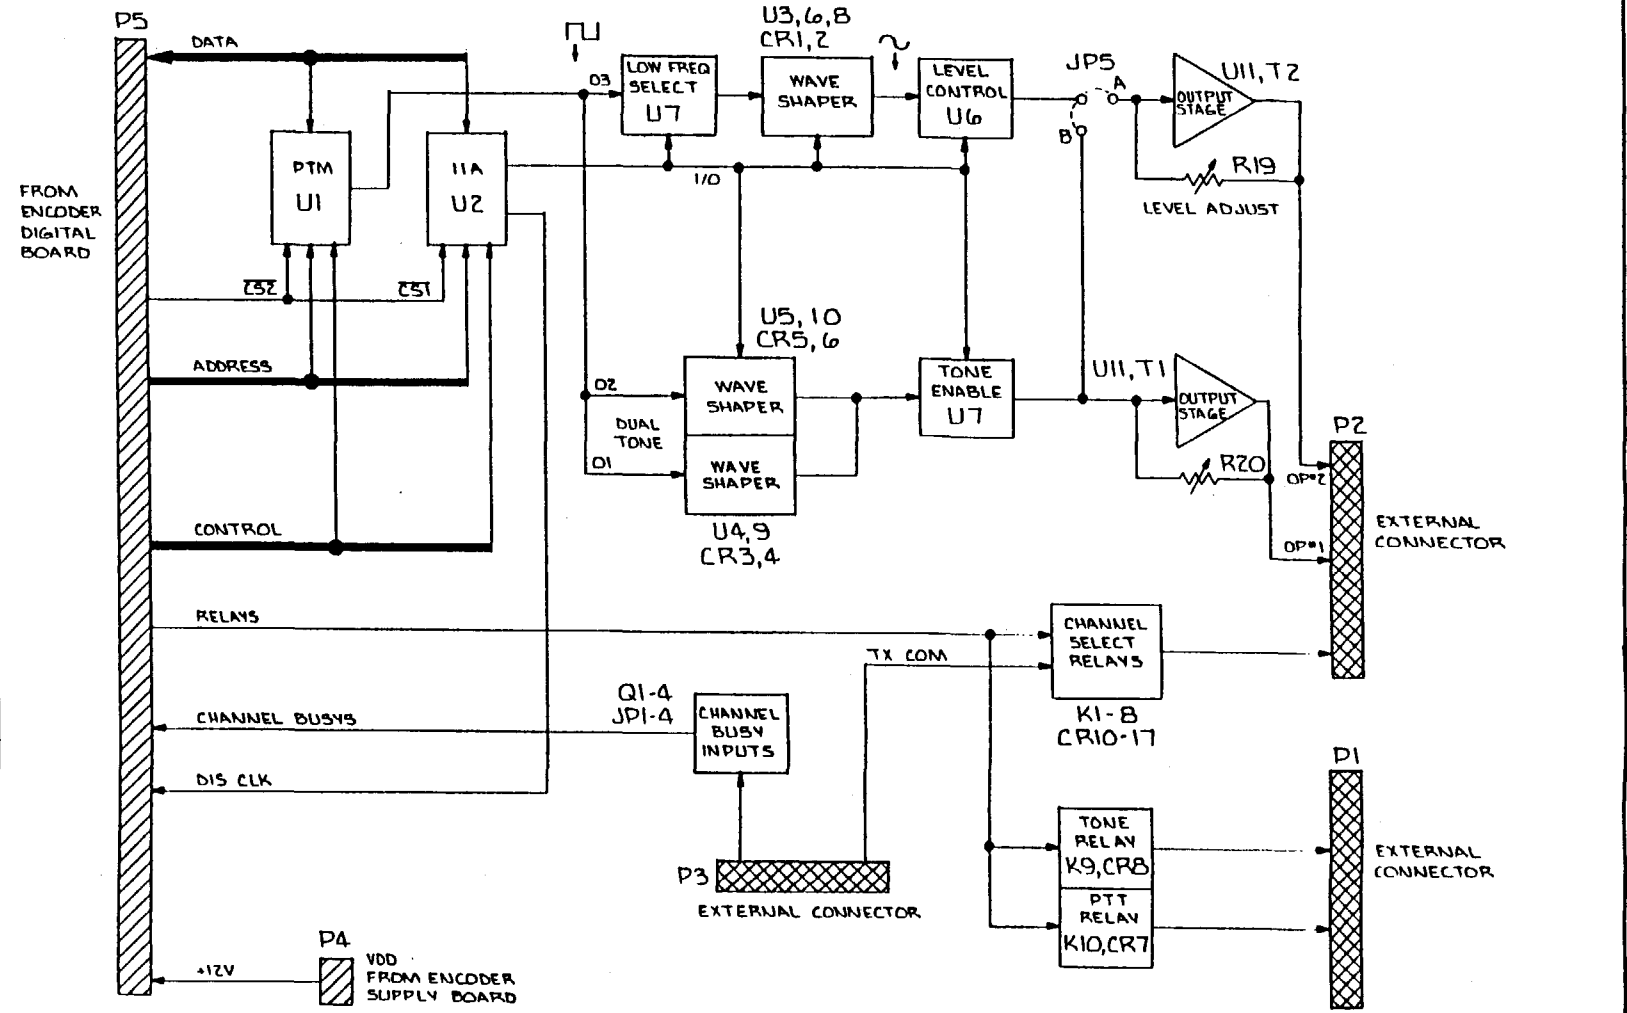 P5
DATA
FROM
ENCODER
DIGITAL
BOARD
PTM
U1
IIA
U2
CS2
CS1
ADDRESS
CONTROL
RELAYS
CHANNEL BUSYS
DIS CLK
+12V
P4
VDD
FROM ENCODER
SUPPLY BOARD
O3
LOW FREQ
SELECT
U7
U3,6,8
CR1,2
WAVE
SHAPER
LEVEL
CONTROL
U6
I/O
JP5
A
B
U11,T2
OUTPUT
STAGE
R19
LEVEL ADJUST
U5,10
CR5,6
O2
DUAL
TONE
O1
WAVE
SHAPER
WAVE
SHAPER
U4,9
CR3,4
TONE
ENABLE
U7
U11,T1
OUTPUT
STAGE
R20
P2
OP#2
OP#1
EXTERNAL
CONNECTOR
TX COM
CHANNEL
SELECT
RELAYS
K1-8
CR10-17
Q1-4
JP1-4
CHANNEL
BUSY
INPUTS
P3
EXTERNAL CONNECTOR
TONE
RELAY
K9,CR8
PTT
RELAY
K10,CR7
P1
EXTERNAL
CONNECTOR